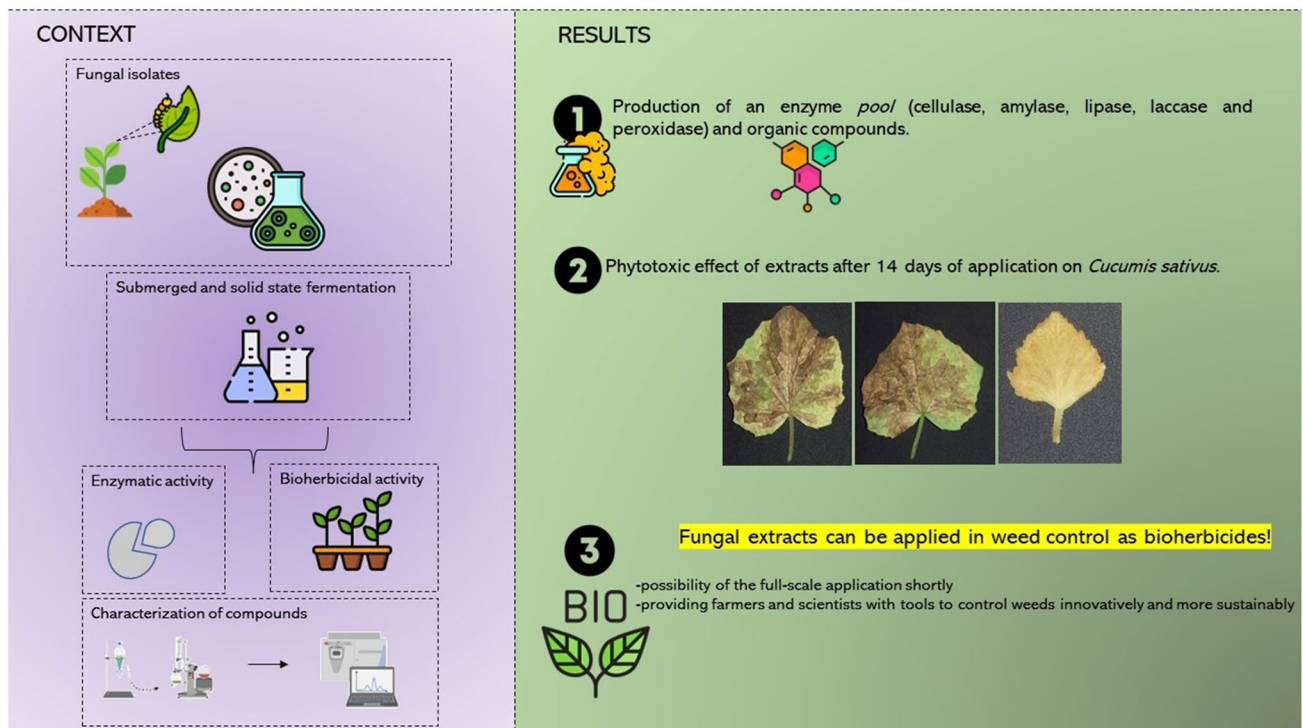 CONTEXT
Fungal isolates
Submerged and solid state fermentation
Enzymatic activity
Bioherbicidal activity
Characterization of compounds
RESULTS
1
Production of an enzyme pool (cellulase, amylase, lipase, laccase and
peroxidase) and organic compounds.
2
Phytotoxic effect of extracts after 14 days of application on Cucumis sativus.
3
Fungal extracts can be applied in weed control as bioherbicides!
BIO
-possibility of the full-scale application shortly
-providing farmers and scientists with tools to control weeds innovatively and more sustainably